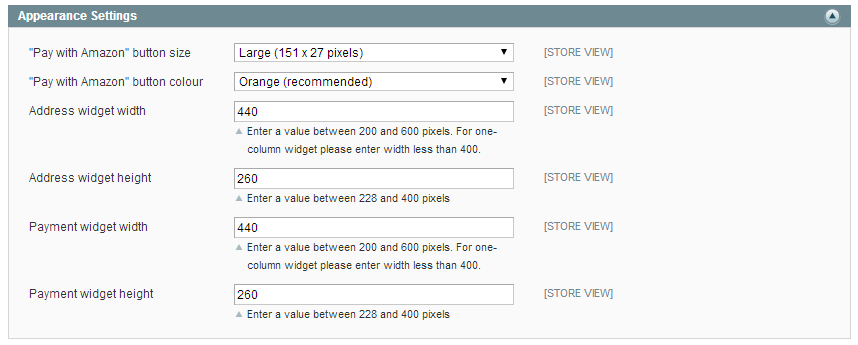 Appearance Settings
"Pay with Amazon" button size Large (151 x 27 pixels) [STORE VIEW]
"Pay with Amazon" button colour Orange (recommended) [STORE VIEW]
Address widget width 440 [STORE VIEW]
Enter a value between 200 and 600 pixels. For one-
column widget please enter width less than 400.
Address widget height 260 [STORE VIEW]
Enter a value between 228 and 400 pixels
Payment widget width 440 [STORE VIEW]
Enter a value between 200 and 600 pixels. For one-
column widget please enter width less than 400.
Payment widget height 260 [STORE VIEW]
Enter a value between 228 and 400 pixels